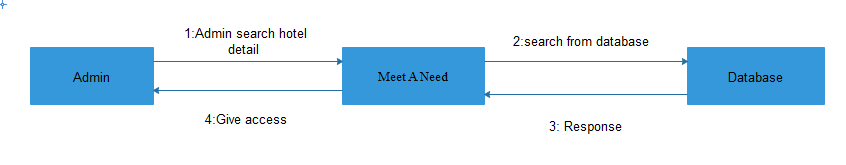 1:Admin search hotel
detail
2:search from database
Admin
Meet A Need
Database
4:Give access
3: Response